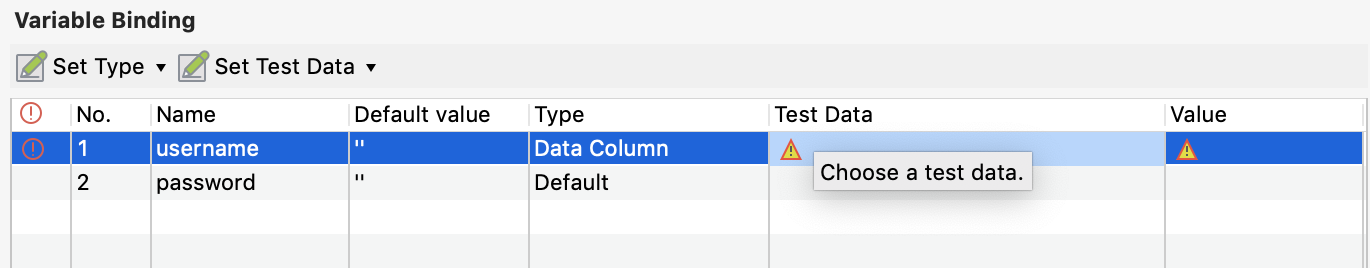 Variable Binding
Set Type Set Test Data
No. Name Default value Type Test Data Value
1 username '' Data Column
Choose a test data.
2 password '' Default